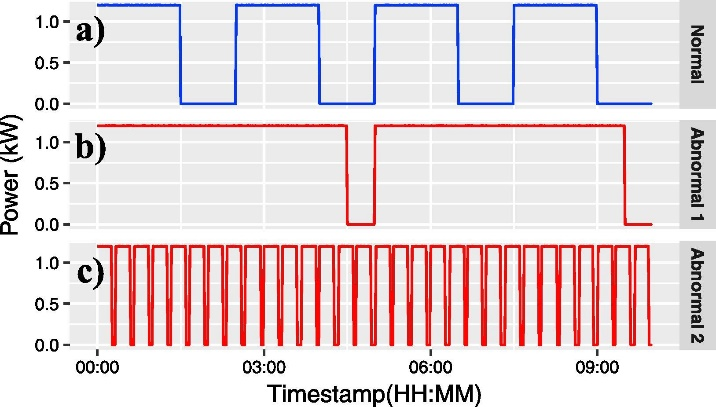 a)
1.0
0.5
0.0
Normal
b)
1.0
0.5
0.0
Abnormal 1
c)
1.0
0.5
0.0
Abnormal 2
Power (kW)
00:00 03:00 06:00 09:00
Timestamp(HH:MM)